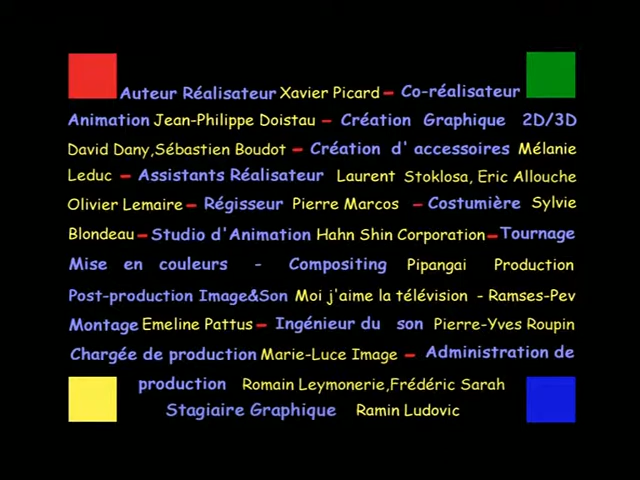 Auteur Réalisateur Xavier Picard - Co-réalisateur
Animation Jean-Philippe Doistau - Création Graphique 2D/3D
David Dany,Sébastien Boudot - Création d' accessoires Mélanie
Leduc - Assistants Réalisateur Laurent Stoklosa, Eric Allouche
Olivier Lemaire - Régisseur Pierre Marcos - Costumière Sylvie
Blondeau - Studio d'Animation Hahn Shin Corporation - Tournage
Mise en couleurs - Compositing Pipangai Production
Post-production Image&Son Moi j'aime la télévision - Ramses-Pev
Montage Emeline Pattus - Ingénieur du son Pierre-Yves Roupin
Chargée de production Marie-Luce Image - Administration de
production Romain Leymonerie,Frédéric Sarah
Stagiaire Graphique Ramin Ludovic